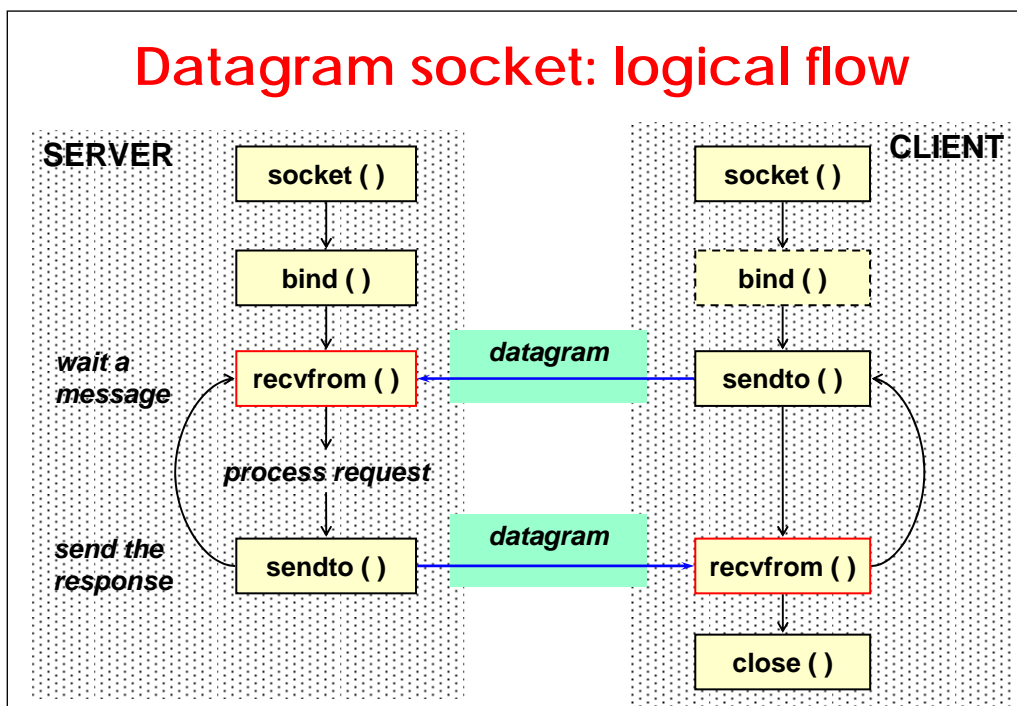 Datagram socket: logical flow
SERVER
CLIENT
socket ( )
socket ( )
bind ( )
bind ( )
wait a
message
recvfrom ( )
datagram
sendto ( )
process request
send the
response
sendto ( )
datagram
recvfrom ( )
close ( )